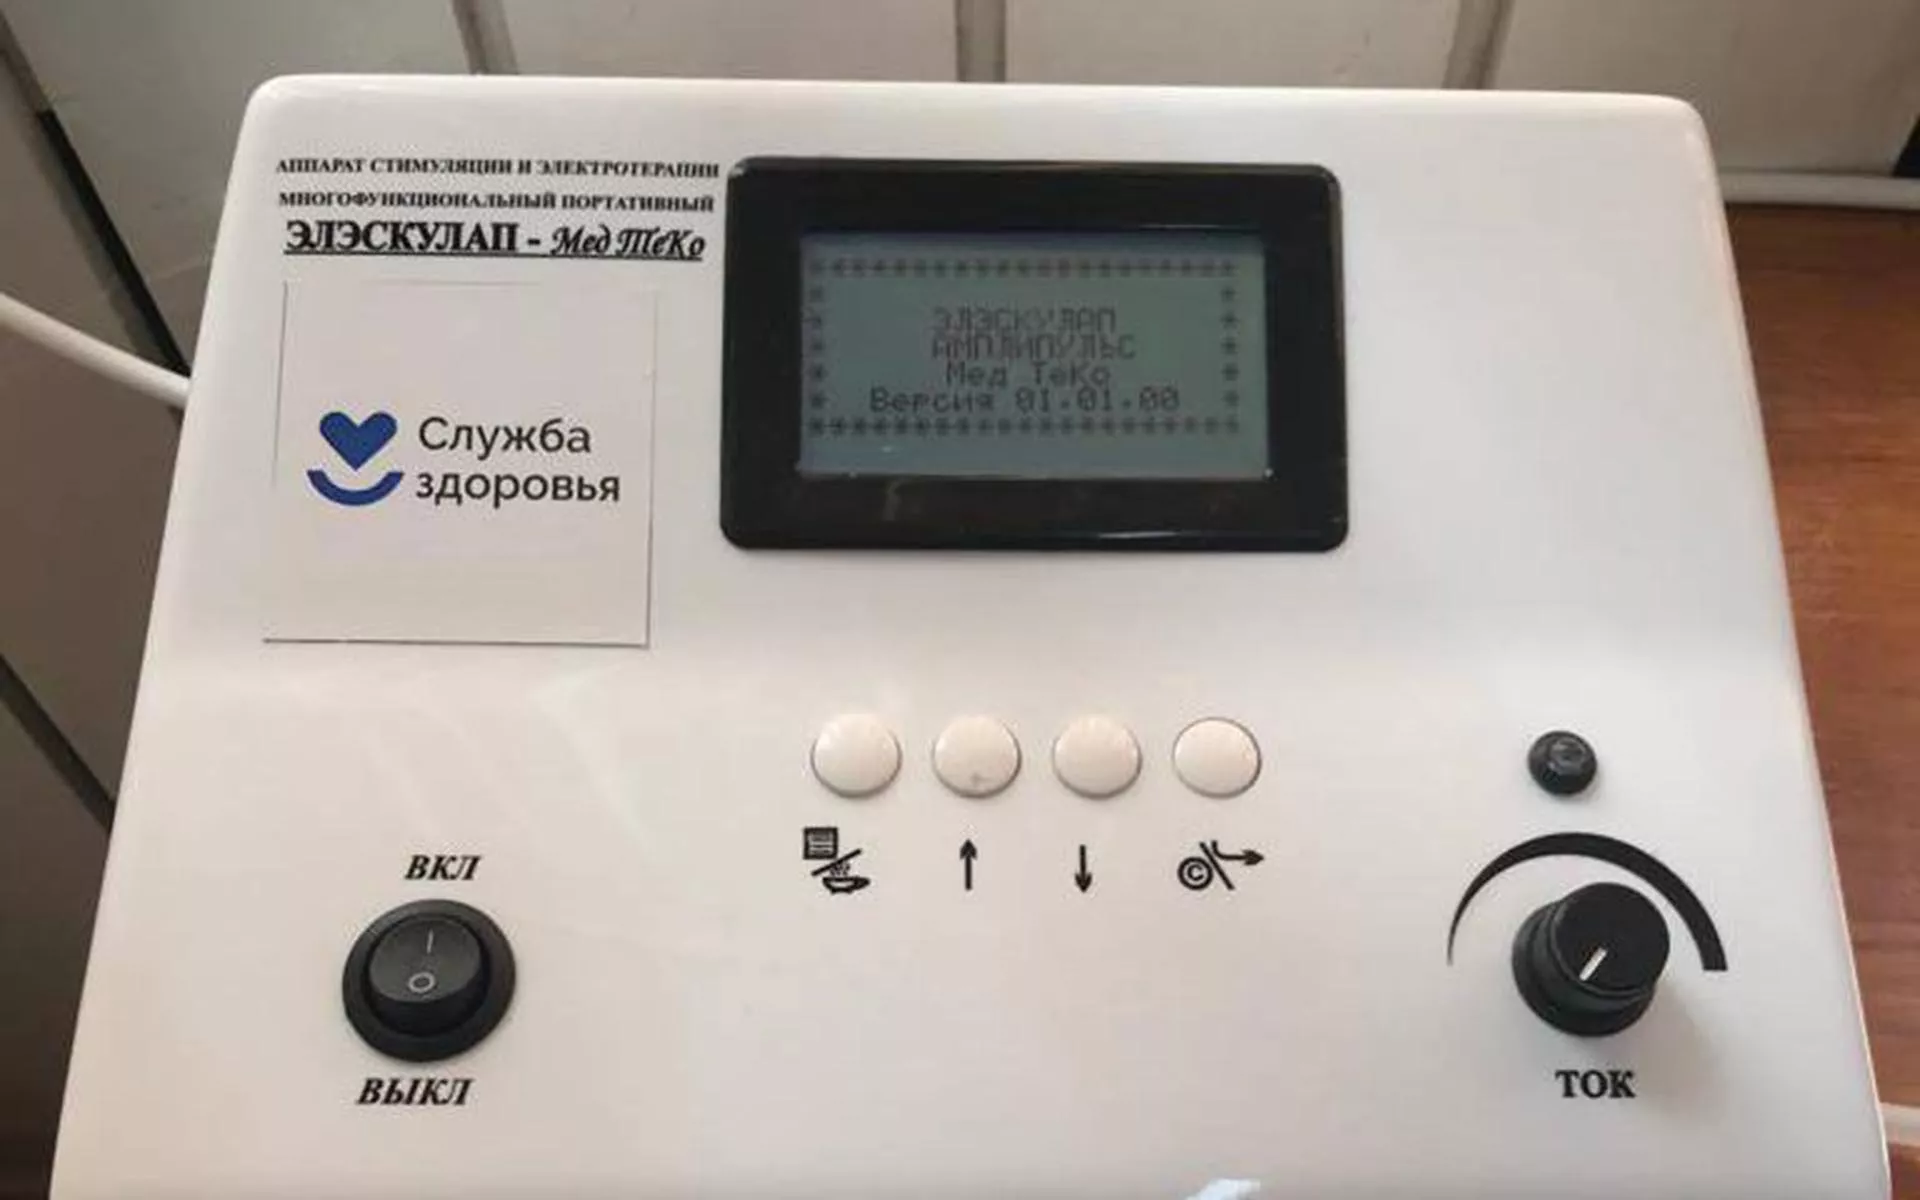 АППАРАТ СТИМУЛЯЦИИ И ЭЛЕКТРОТЕРАПИИ
МНОГОФУНКЦИОНАЛЬНЫЙ ПОРТАТИВНЫЙ
ЭЛЭСКУЛАП - Мед ТеКо
Служба
здоровья
*********************
ЭЛЭСКУЛАП
АМПЛИПУЛЬС
Мед ТеКо
Версия 01.01.00
*********************
ВКЛ
ВЫКЛ
ТОК